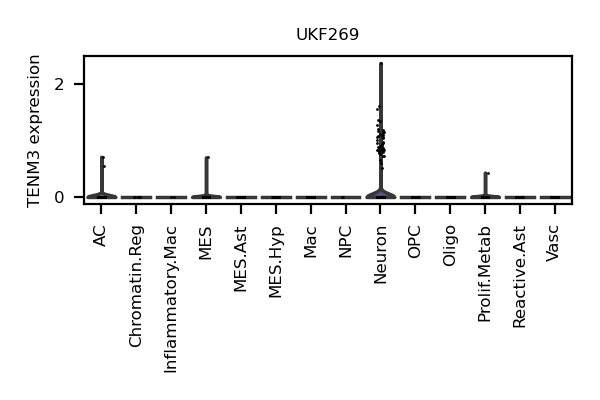 UKF269
TENM3 expression
2
0
AC
Chromatin.Reg
Inflammatory.Mac
MES
MES.Ast
MES.Hyp
Mac
NPC
Neuron
OPC
Oligo
Prolif.Metab
Reactive.Ast
Vasc